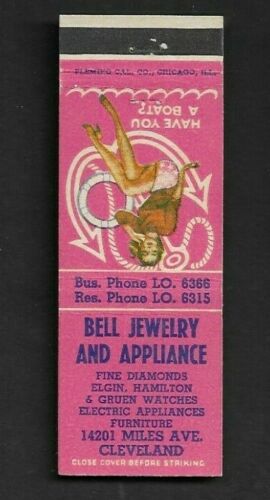 FLEMING CAL. CO., CHICAGO, ILL.
HAVE YOU
A BOAT?
Bus. Phone LO. 6366
Res. Phone LO. 6315
BELL JEWELRY
AND APPLIANCE
FINE DIAMONDS
ELGIN, HAMILTON
& GRUEN WATCHES
ELECTRIC APPLIANCES
FURNITURE
14201 MILES AVE.
CLEVELAND
CLOSE COVER BEFORE STRIKING